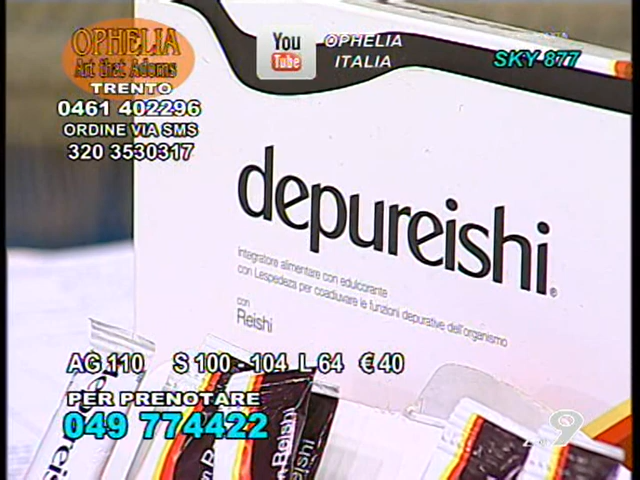 OPHELIA
Art that Adorns
TRENTO
0461 402296
ORDINE VIA SMS
320 3530317
You
Tube
OPHELIA
ITALIA
SKY 877
depureishi®
Integratore alimentare con edulcorante
con Lespedeza per coadiuvare le funzioni depurative dell'organismo
con
Reishi
AG 110 S 100 - 104 L 64 € 40
PER PRENOTARE
049 774422
9